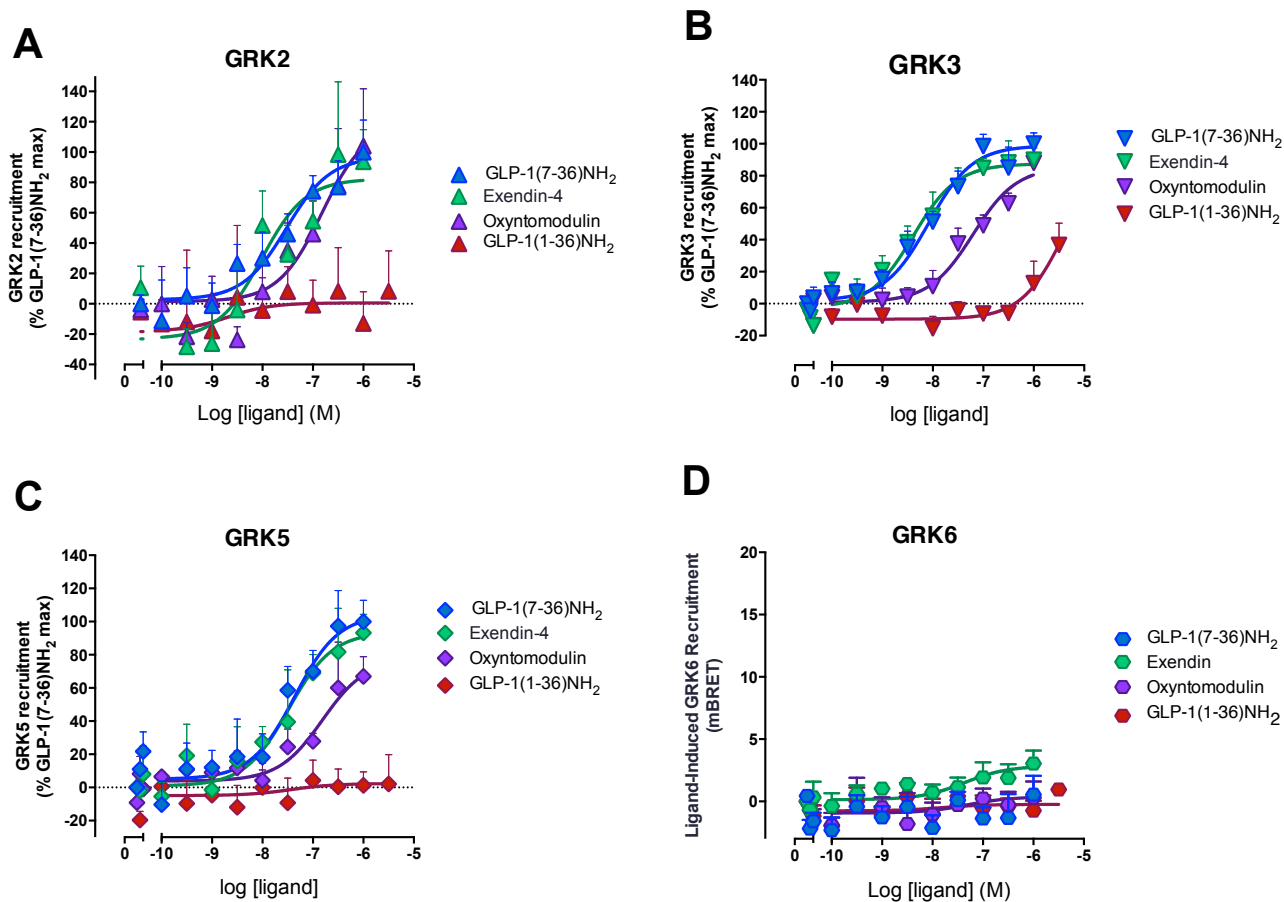 A
GRK2
GRK2 recruitment
(% GLP-1(7-36)NH2 max)
140
120
100
80
60
40
20
0
-20
-40
0
-10
-9
-8
-7
-6
-5
Log [ligand] (M)
GLP-1(7-36)NH2
Exendin-4
Oxyntomodulin
GLP-1(1-36)NH2
B
GRK3
GRK3 recruitment
(% GLP-1(7-36)NH2 max)
140
120
100
80
60
40
20
0
-20
0
-10
-9
-8
-7
-6
-5
log [ligand]
GLP-1(7-36)NH2
Exendin-4
Oxyntomodulin
GLP-1(1-36)NH2
C
GRK5
GRK5 recruitment
(% GLP-1(7-36)NH2 max)
140
120
100
80
60
40
20
0
-20
0
-10
-9
-8
-7
-6
-5
log [ligand]
GLP-1(7-36)NH2
Exendin-4
Oxyntomodulin
GLP-1(1-36)NH2
D
GRK6
Ligand-Induced GRK6 Recruitment
(mBRET)
20
15
10
5
0
0
-10
-9
-8
-7
-6
-5
Log [ligand] (M)
GLP-1(7-36)NH2
Exendin
Oxyntomodulin
GLP-1(1-36)NH2